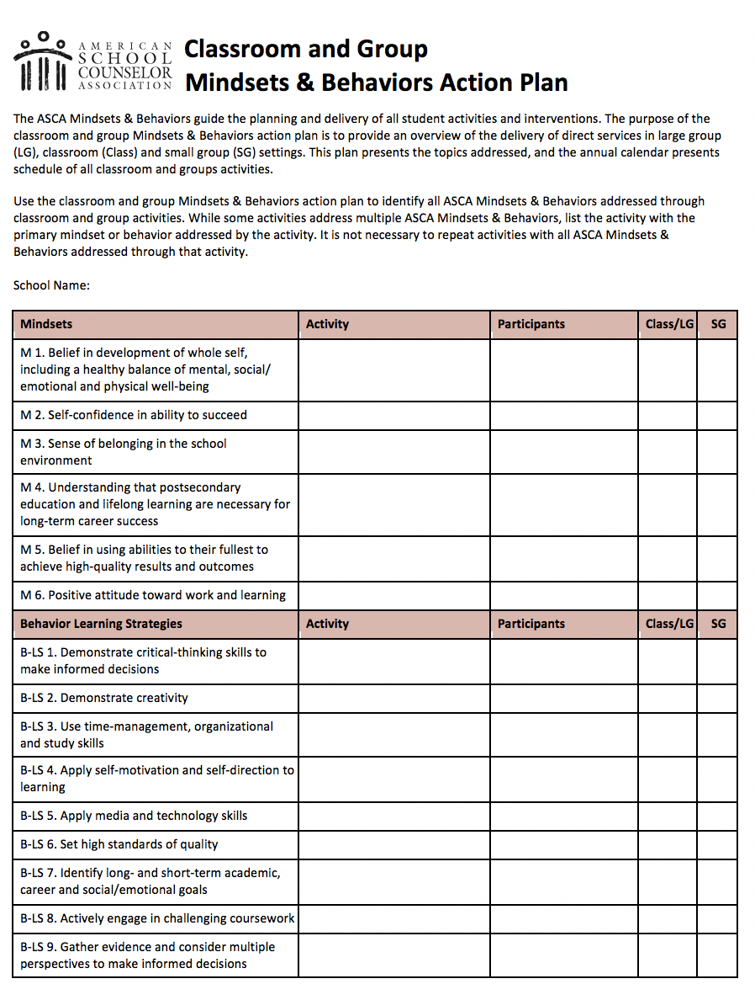 AMERICAN
SCHOOL
COUNSELOR
ASSOCIATION
Classroom and Group
Mindsets & Behaviors Action Plan
The ASCA Mindsets & Behaviors guide the planning and delivery of all student activities and interventions. The purpose of the
classroom and group Mindsets & Behaviors action plan is to provide an overview of the delivery of direct services in large group
(LG), classroom (Class) and small group (SG) settings. This plan presents the topics addressed, and the annual calendar presents
schedule of all classroom and groups activities.
Use the classroom and group Mindsets & Behaviors action plan to identify all ASCA Mindsets & Behaviors addressed through
classroom and group activities. While some activities address multiple ASCA Mindsets & Behaviors, list the activity with the
primary mindset or behavior addressed by the activity. It is not necessary to repeat activities with all ASCA Mindsets &
Behaviors addressed through that activity.
School Name:
Mindsets Activity Participants Class/LG SG
M 1. Belief in development of whole self,
including a healthy balance of mental, social/
emotional and physical well-being
M 2. Self-confidence in ability to succeed
M 3. Sense of belonging in the school
environment
M 4. Understanding that postsecondary
education and lifelong learning are necessary for
long-term career success
M 5. Belief in using abilities to their fullest to
achieve high-quality results and outcomes
M 6. Positive attitude toward work and learning
Behavior Learning Strategies Activity Participants Class/LG SG
B-LS 1. Demonstrate critical-thinking skills to
make informed decisions
B-LS 2. Demonstrate creativity
B-LS 3. Use time-management, organizational
and study skills
B-LS 4. Apply self-motivation and self-direction to
learning
B-LS 5. Apply media and technology skills
B-LS 6. Set high standards of quality
B-LS 7. Identify long- and short-term academic,
career and social/emotional goals
B-LS 8. Actively engage in challenging coursework
B-LS 9. Gather evidence and consider multiple
perspectives to make informed decisions